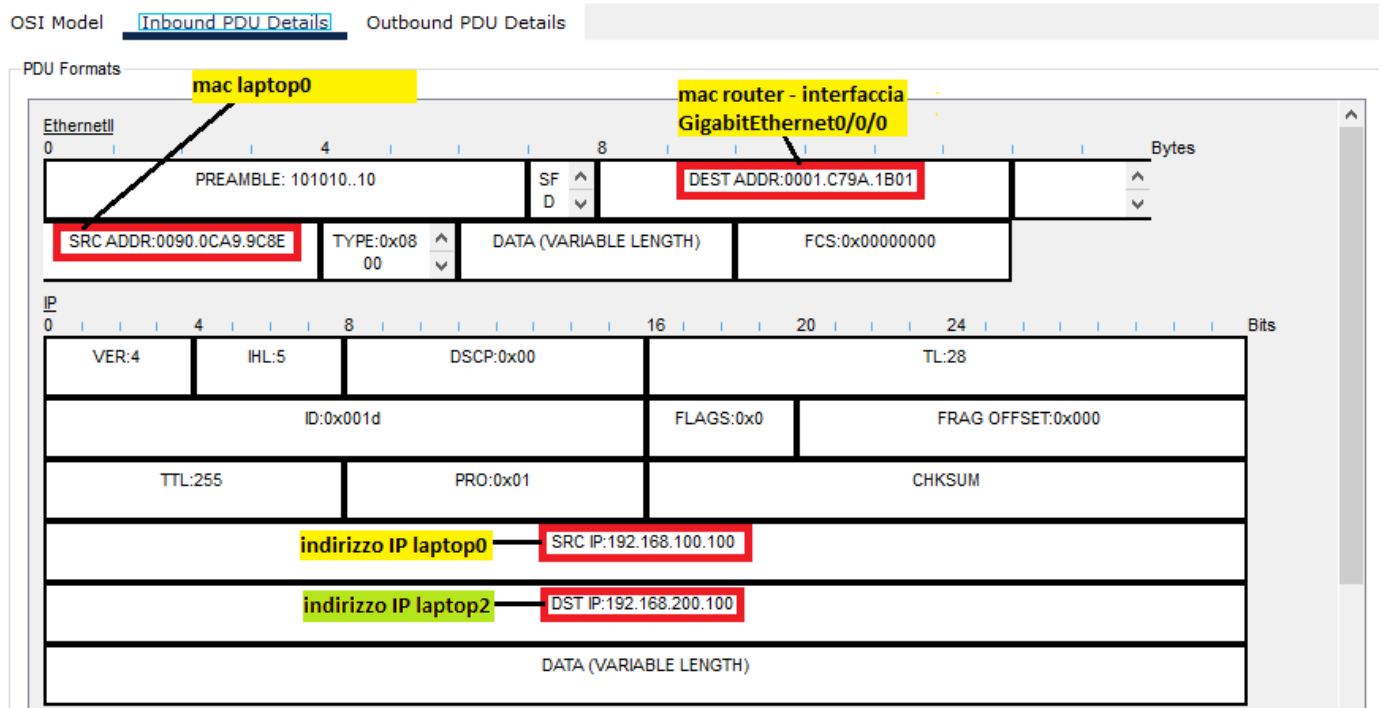 OSI Model Inbound PDU Details Outbound PDU Details
PDU Formats
mac laptop0
mac router - interfaccia
GigabitEthernet0/0/0
EthernetII
0 4 8 Bytes
PREAMBLE: 101010..10
SF
D
DEST ADDR:0001.C79A.1B01
SRC ADDR:0090.0CA9.9C8E
TYPE:0x08
00
DATA (VARIABLE LENGTH)
FCS:0x00000000
IP
0 4 8 16 20 24 Bits
VER:4 IHL:5 DSCP:0x00 TL:28
ID:0x001d FLAGS:0x0 FRAG OFFSET:0x000
TTL:255 PRO:0x01 CHKSUM
indirizzo IP laptop0 SRC IP:192.168.100.100
indirizzo IP laptop2 DST IP:192.168.200.100
DATA (VARIABLE LENGTH)